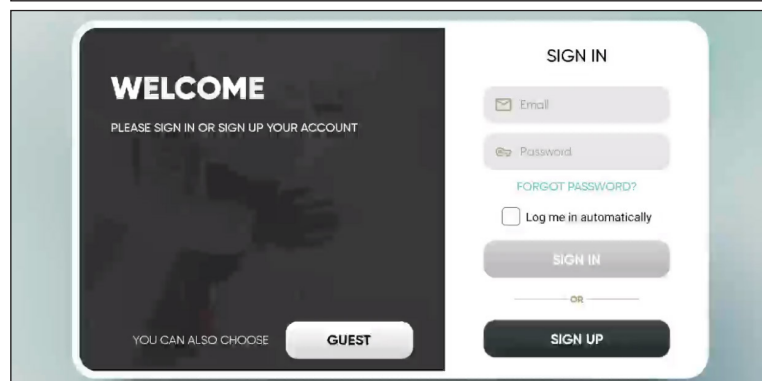 WELCOME
PLEASE SIGN IN OR SIGN UP YOUR ACCOUNT
YOU CAN ALSO CHOOSE
GUEST
SIGN IN
Email
Password
FORGOT PASSWORD?
Log me in automatically
SIGN IN
OR
SIGN UP